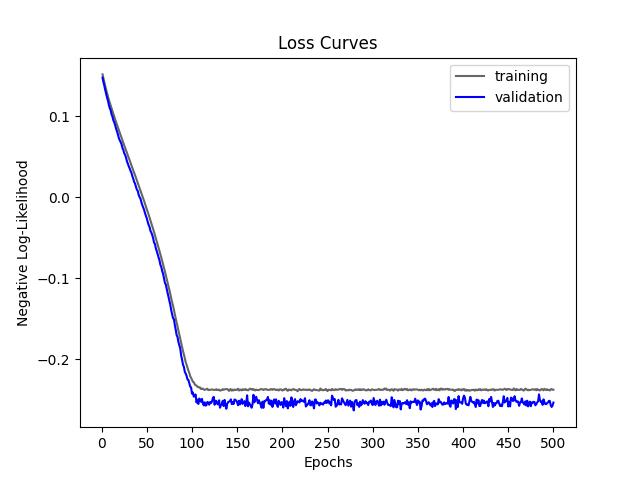 Loss Curves
training
validation
Negative Log-Likelihood
0.1
0.0
−0.1
−0.2
0 50 100 150 200 250 300 350 400 450 500
Epochs